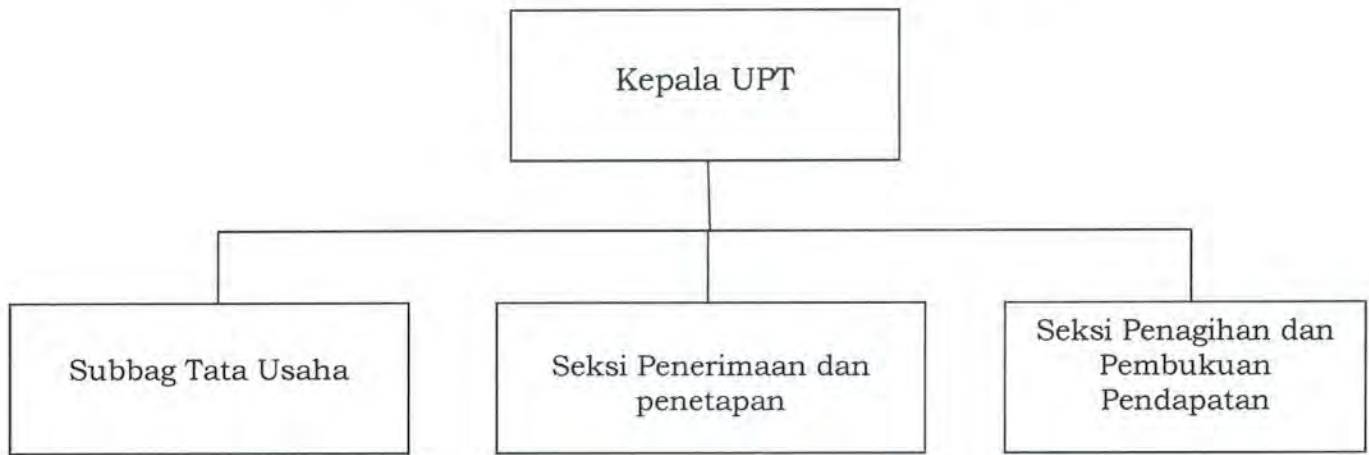 Kepala UPT
Subbag Tata Usaha
Seksi Penerimaan dan
penetapan
Seksi Penagihan dan
Pembukuan
Pendapatan